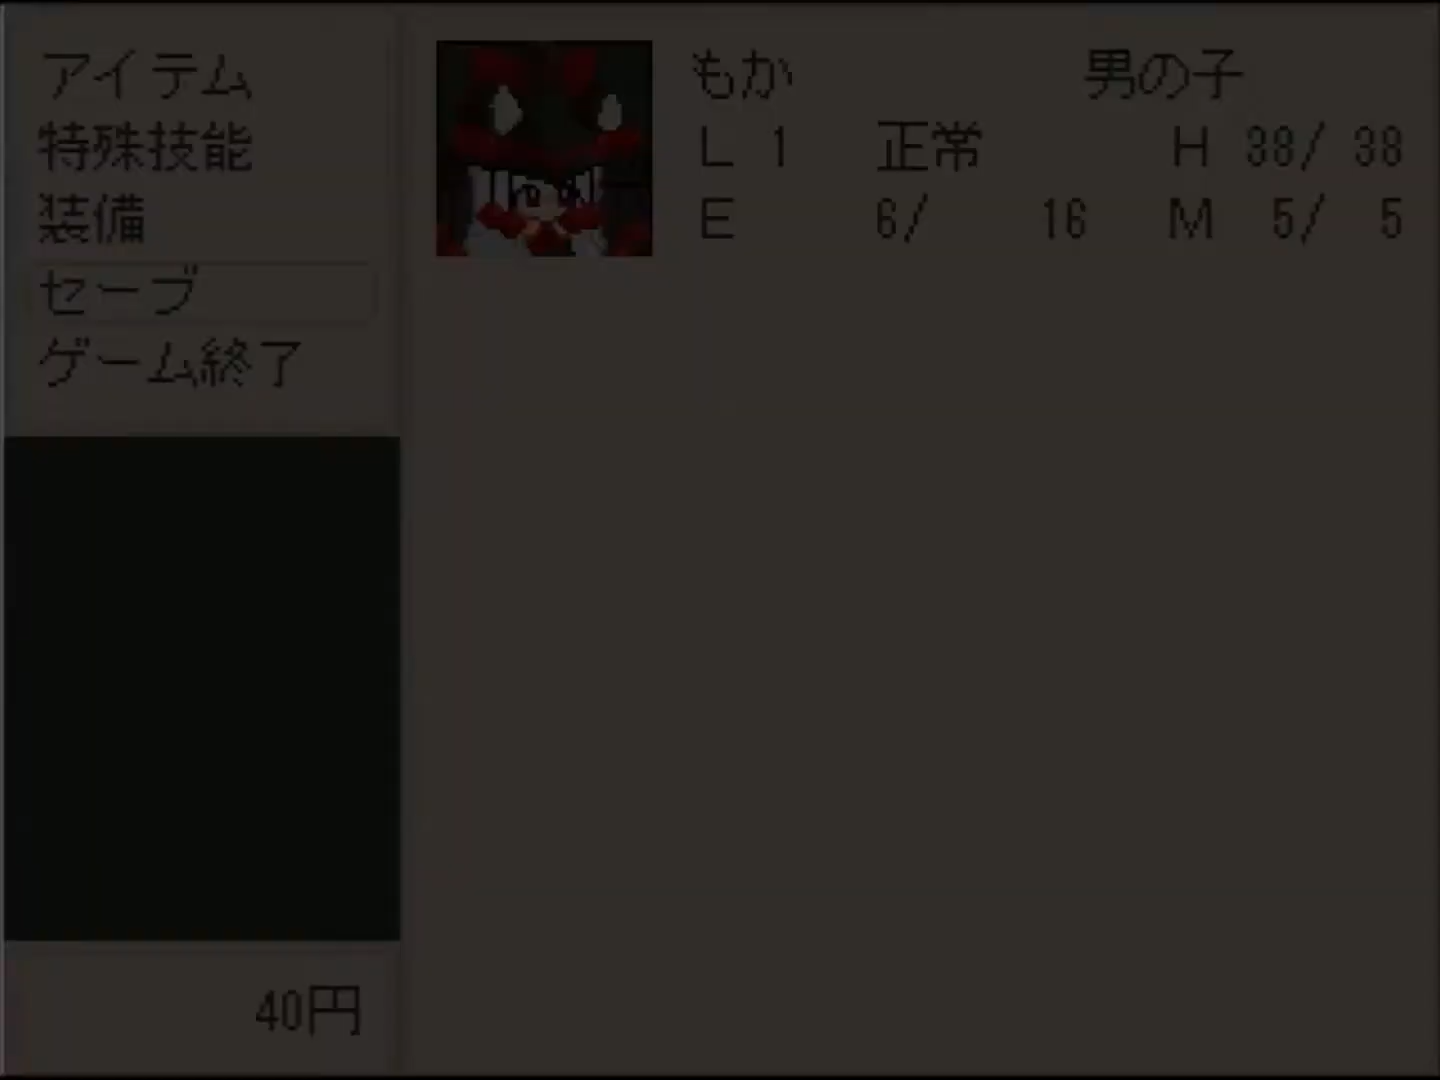 アイテム
特殊技能
装備
セーブ
ゲーム終了
もか 男の子
L 1 正常 H 38/ 38
E 6/ 16 M 5/ 5
40円